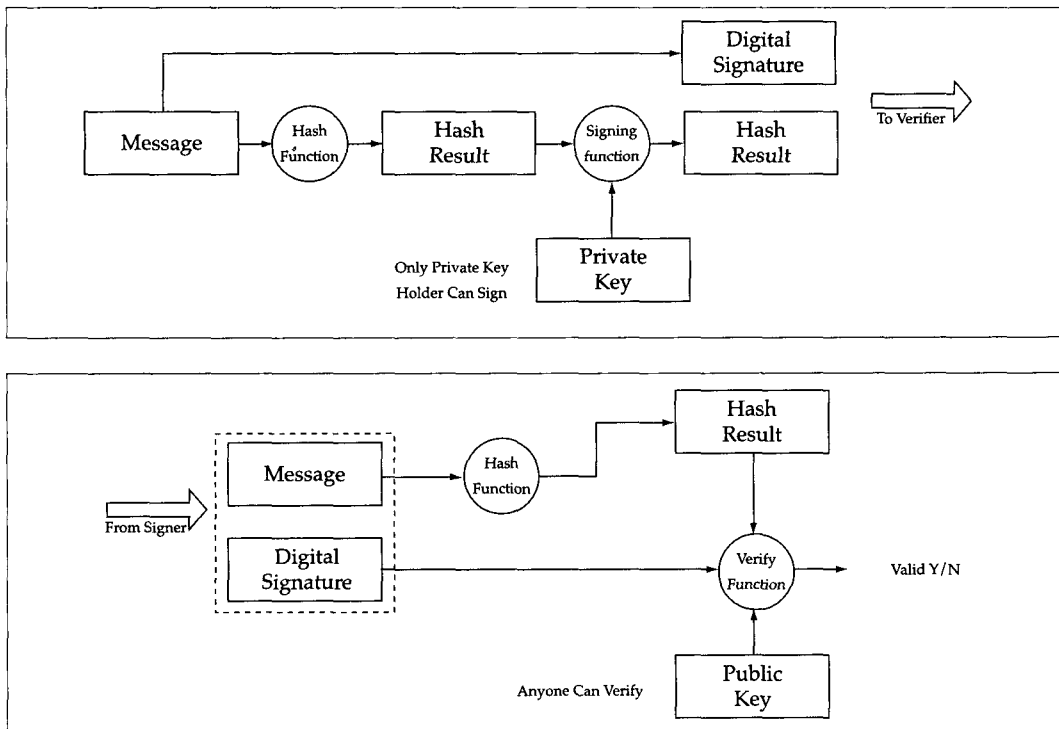 Digital
Signature
To Verifier
Message
Hash
Function
Hash
Result
Signing
function
Hash
Result
Only Private Key
Holder Can Sign
Private
Key
Hash
Result
Message
Hash
Function
From Signer
Digital
Signature
Verify
Function
Valid Y/N
Anyone Can Verify
Public
Key